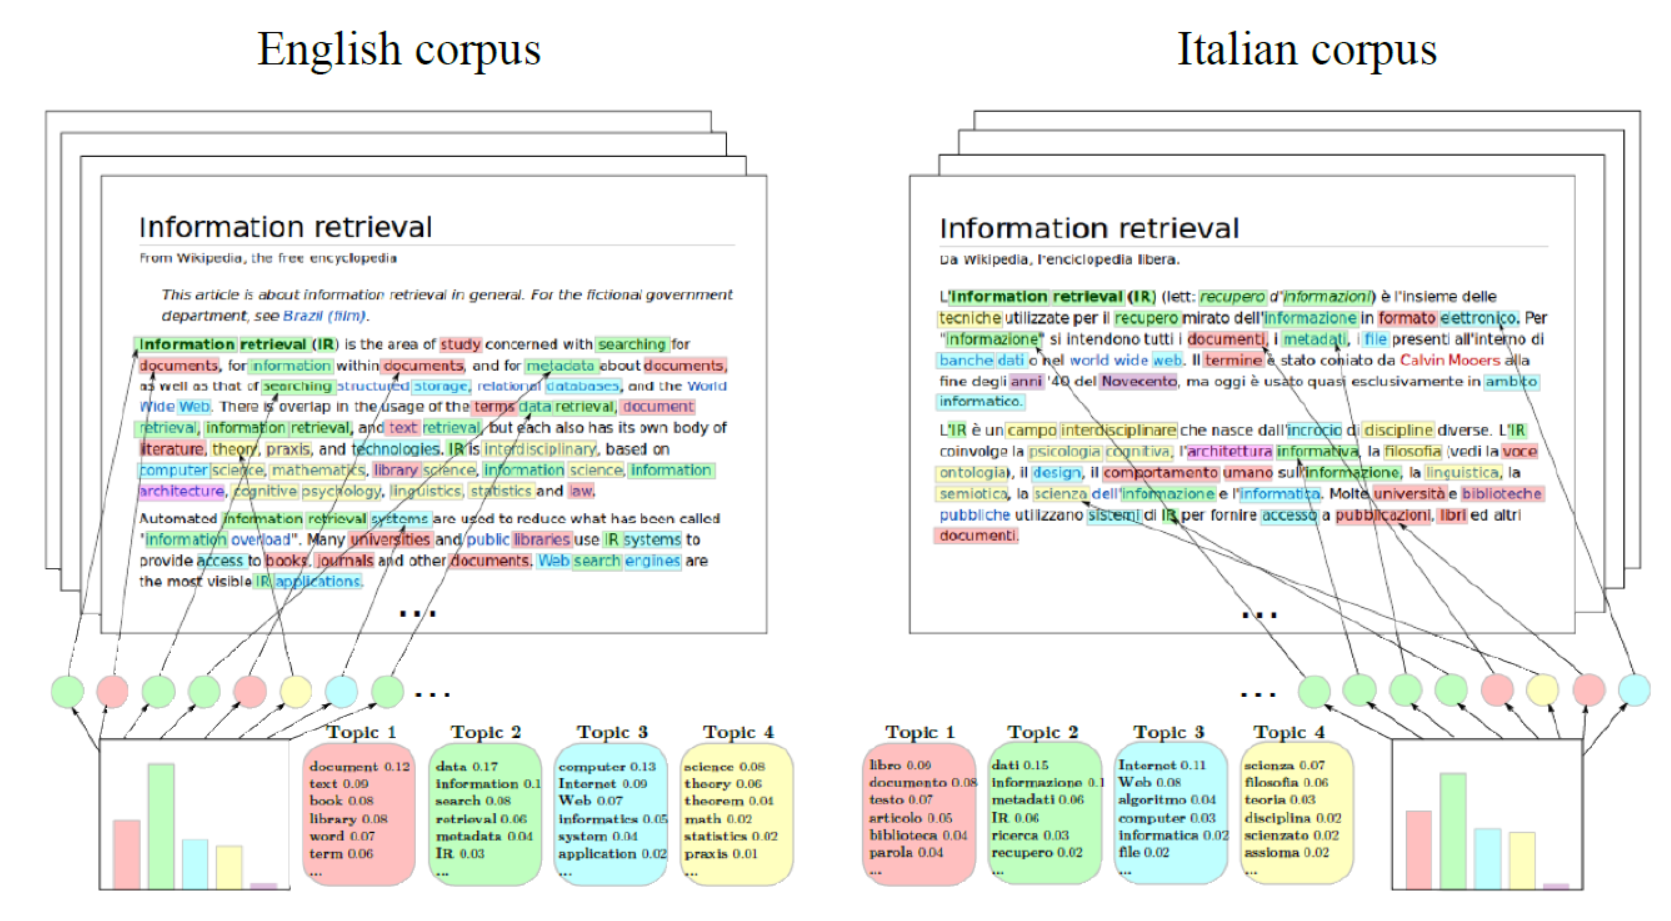 English corpus
Information retrieval
From Wikipedia, the free encyclopedia
This article is about information retrieval in general. For the fictional government
department, see Brazil (film).
Information retrieval (IR) is the area of study concerned with searching for
documents, for information within documents, and for metadata about documents,
as well as that of searching structured storage, relational databases, and the World
Wide Web. There is overlap in the usage of the terms data retrieval, document
retrieval, information retrieval, and text retrieval, but each also has its own body of
literature, theory, praxis, and technologies. IR is interdisciplinary, based on
computer science, mathematics, library science, information science, information
architecture, cognitive psychology, linguistics, statistics and law.
Automated information retrieval systems are used to reduce what has been called
"information overload". Many universities and public libraries use IR systems to
provide access to books, journals and other documents. Web search engines are
the most visible IR applications.
...
...
Topic 1
document 0.12
text 0.09
book 0.08
library 0.08
word 0.07
term 0.06
...
Topic 2
data 0.17
information 0.1
search 0.08
retrieval 0.06
metadata 0.04
IR 0.03
...
Topic 3
computer 0.13
Internet 0.09
Web 0.07
informatics 0.05
system 0.04
application 0.02
...
Topic 4
science 0.08
theory 0.06
theorem 0.04
math 0.02
statistics 0.02
praxis 0.01
...
Italian corpus
Information retrieval
Da Wikipedia, l'enciclopedia libera.
L'Information retrieval (IR) (lett: recupero d'informazioni) è l'insieme delle
tecniche utilizzate per il recupero mirato dell'informazione in formato elettronico. Per
"informazione" si intendono tutti i documenti, i metadati, i file presenti all'interno di
banche dati o nel world wide web. Il termine è stato coniato da Calvin Mooers alla
fine degli anni '40 del Novecento, ma oggi è usato quasi esclusivamente in ambito
informatico.
L'IR è un campo interdisciplinare che nasce dall'incrocio di discipline diverse. L'IR
coinvolge la psicologia cognitiva, l'architettura informativa, la filosofia (vedi la voce
ontologia), il design, il comportamento umano sull'informazione, la linguistica, la
semiotica, la scienza dell'informazione e l'informatica. Molte università e biblioteche
pubbliche utilizzano sistemi di IR per fornire accesso a pubblicazioni, libri ed altri
documenti.
...
...
Topic 1
libro 0.09
documento 0.08
testo 0.07
articolo 0.05
biblioteca 0.04
parola 0.04
...
Topic 2
dati 0.15
informazione 0.1
metadati 0.06
IR 0.06
ricerca 0.03
recupero 0.02
...
Topic 3
Internet 0.11
Web 0.08
algoritmo 0.04
computer 0.03
informatica 0.02
file 0.02
...
Topic 4
scienza 0.07
filosofia 0.06
teoria 0.03
disciplina 0.02
scienzato 0.02
assioma 0.02
...